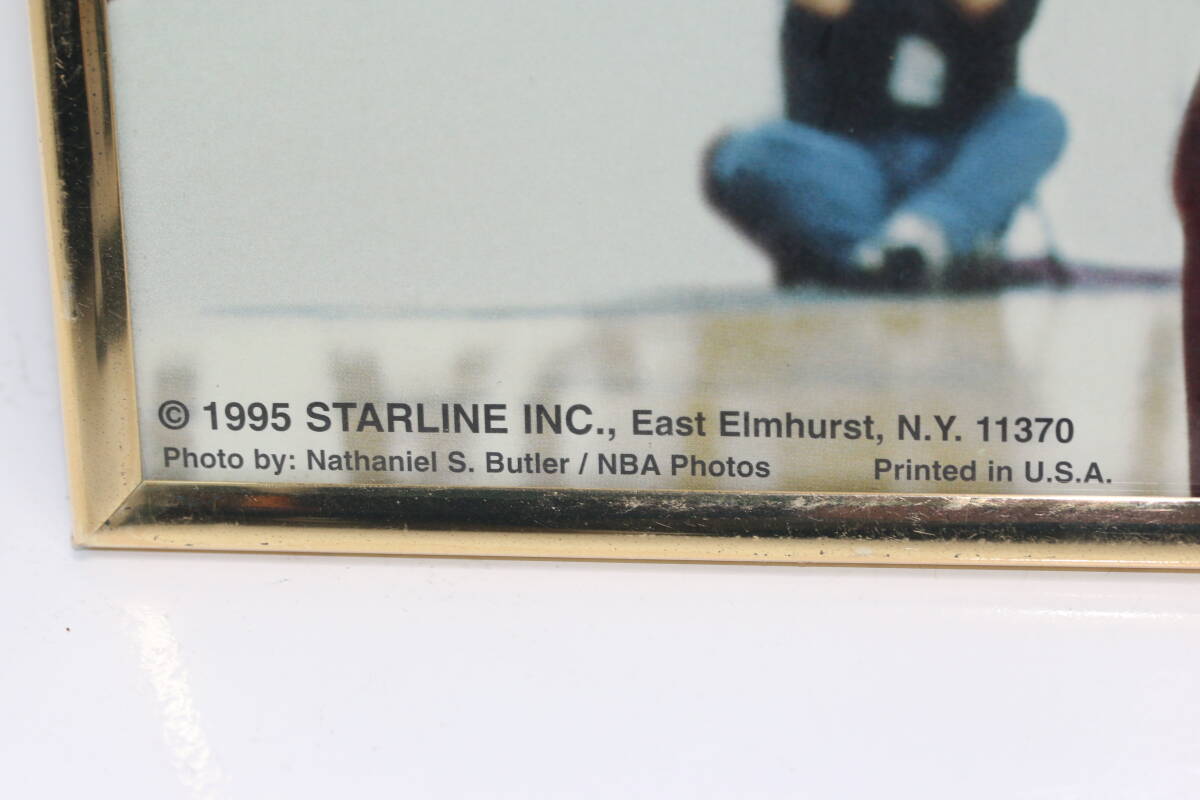 © 1995 STARLINE INC., East Elmhurst, N.Y. 11370
Photo by: Nathaniel S. Butler / NBA Photos Printed in U.S.A.